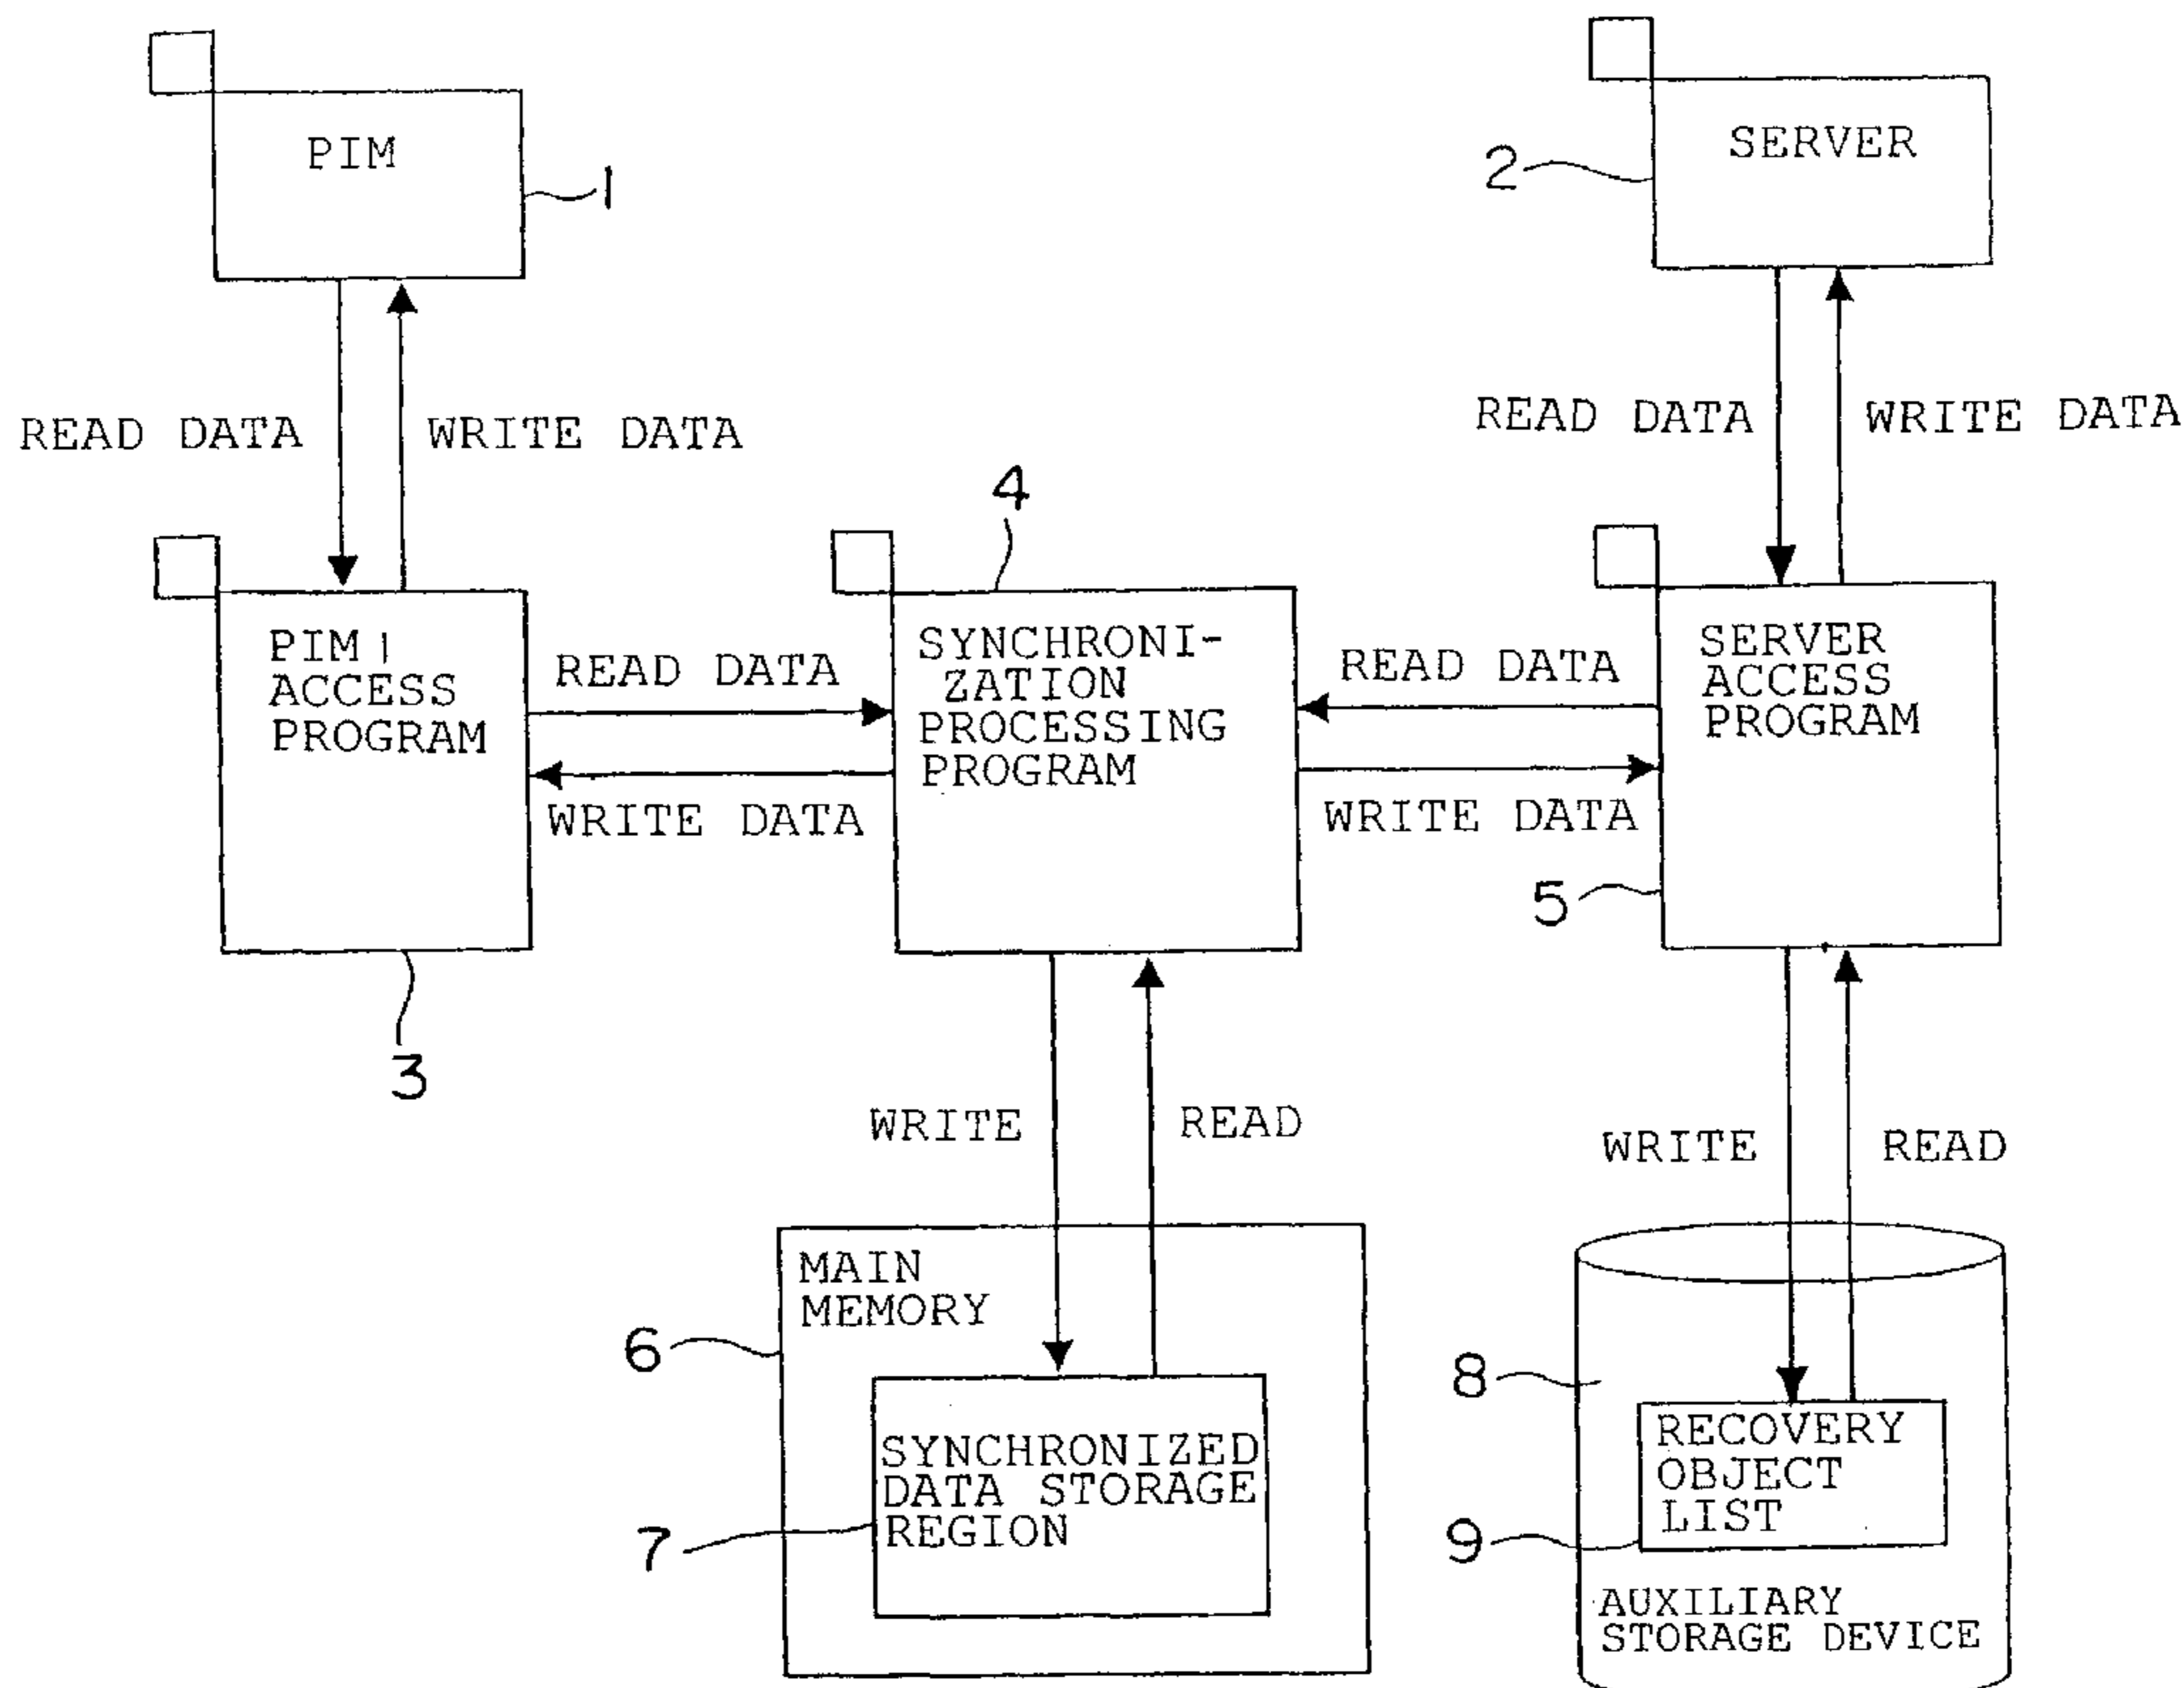 PIM
1
SERVER
2
READ DATA
WRITE DATA
READ DATA
WRITE DATA
4
PIM
ACCESS
PROGRAM
3
READ DATA
WRITE DATA
SYNCHRONI-
ZATION
PROCESSING
PROGRAM
READ DATA
WRITE DATA
SERVER
ACCESS
PROGRAM
5
WRITE
READ
WRITE
READ
MAIN
MEMORY
6
SYNCHRONIZED
DATA STORAGE
REGION
7
8
RECOVERY
OBJECT
LIST
9
AUXILIARY
STORAGE DEVICE